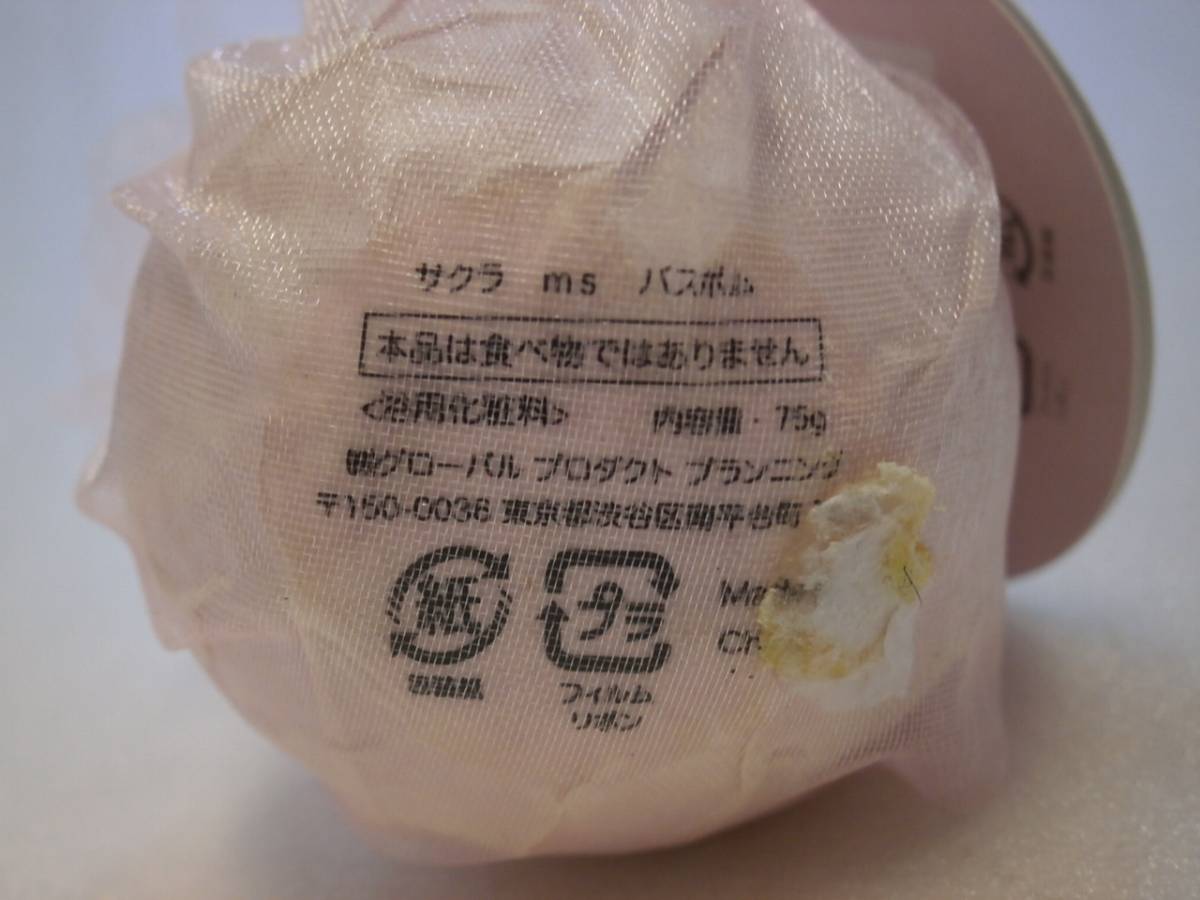 サクラ ms バスボム
本品は食べ物ではありません
<浴用化粧料> 内容量・75g
㈱グローバル プロダクト プランニング
〒150-0036 東京都渋谷区南平台町
紙
プラ
フィルム
リボン
Made